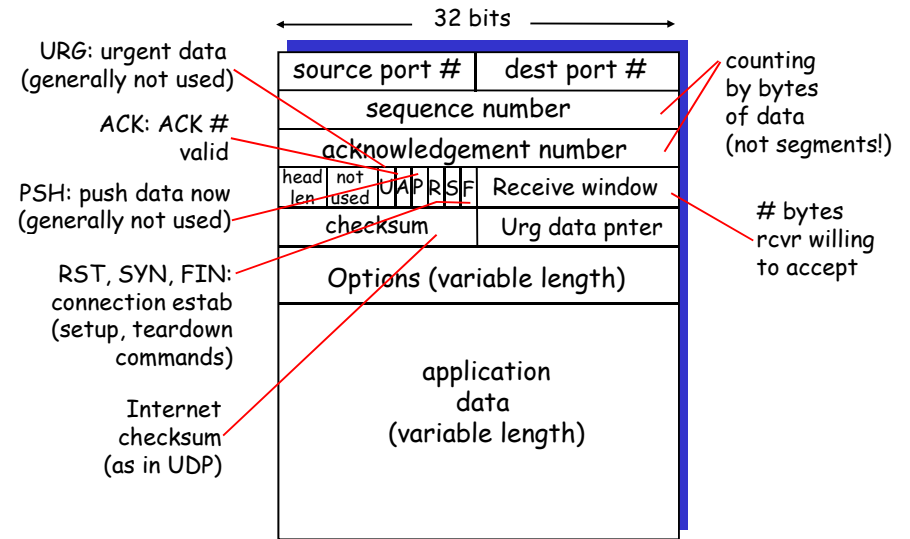 32 bits
URG: urgent data
(generally not used)
ACK: ACK #
valid
PSH: push data now
(generally not used)
RST, SYN, FIN:
connection estab
(setup, teardown
commands)
Internet
checksum
(as in UDP)
source port #
dest port #
sequence number
acknowledgement number
head
len
not
used
U
A
P
R
S
F
Receive window
checksum
Urg data pnter
Options (variable length)
application
data
(variable length)
counting
by bytes
of data
(not segments!)
# bytes
rcvr willing
to accept